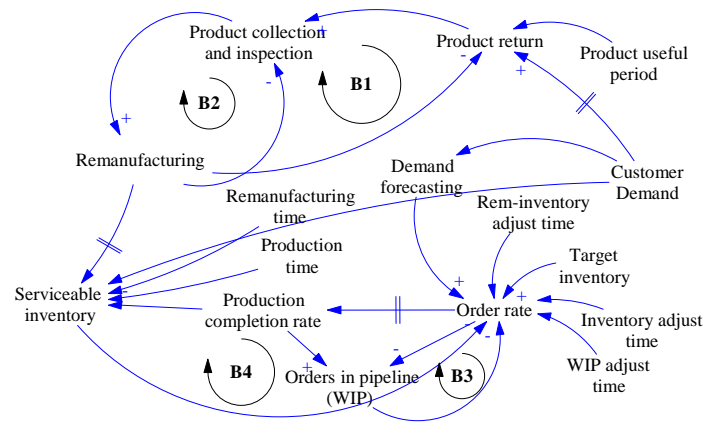 Product collection
and inspection
+
Product return
-
Product useful
period
+
-
B1
B2
+
Remanufacturing
Demand
forecasting
Customer
Demand
Remanufacturing
time
Rem-inventory
adjust time
Production
time
Target
inventory
Serviceable
inventory
-
+
+
Production
completion rate
Order rate
Inventory adjust
time
-
-
-
WIP adjust
time
B4
+
Orders in pipeline
(WIP)
B3